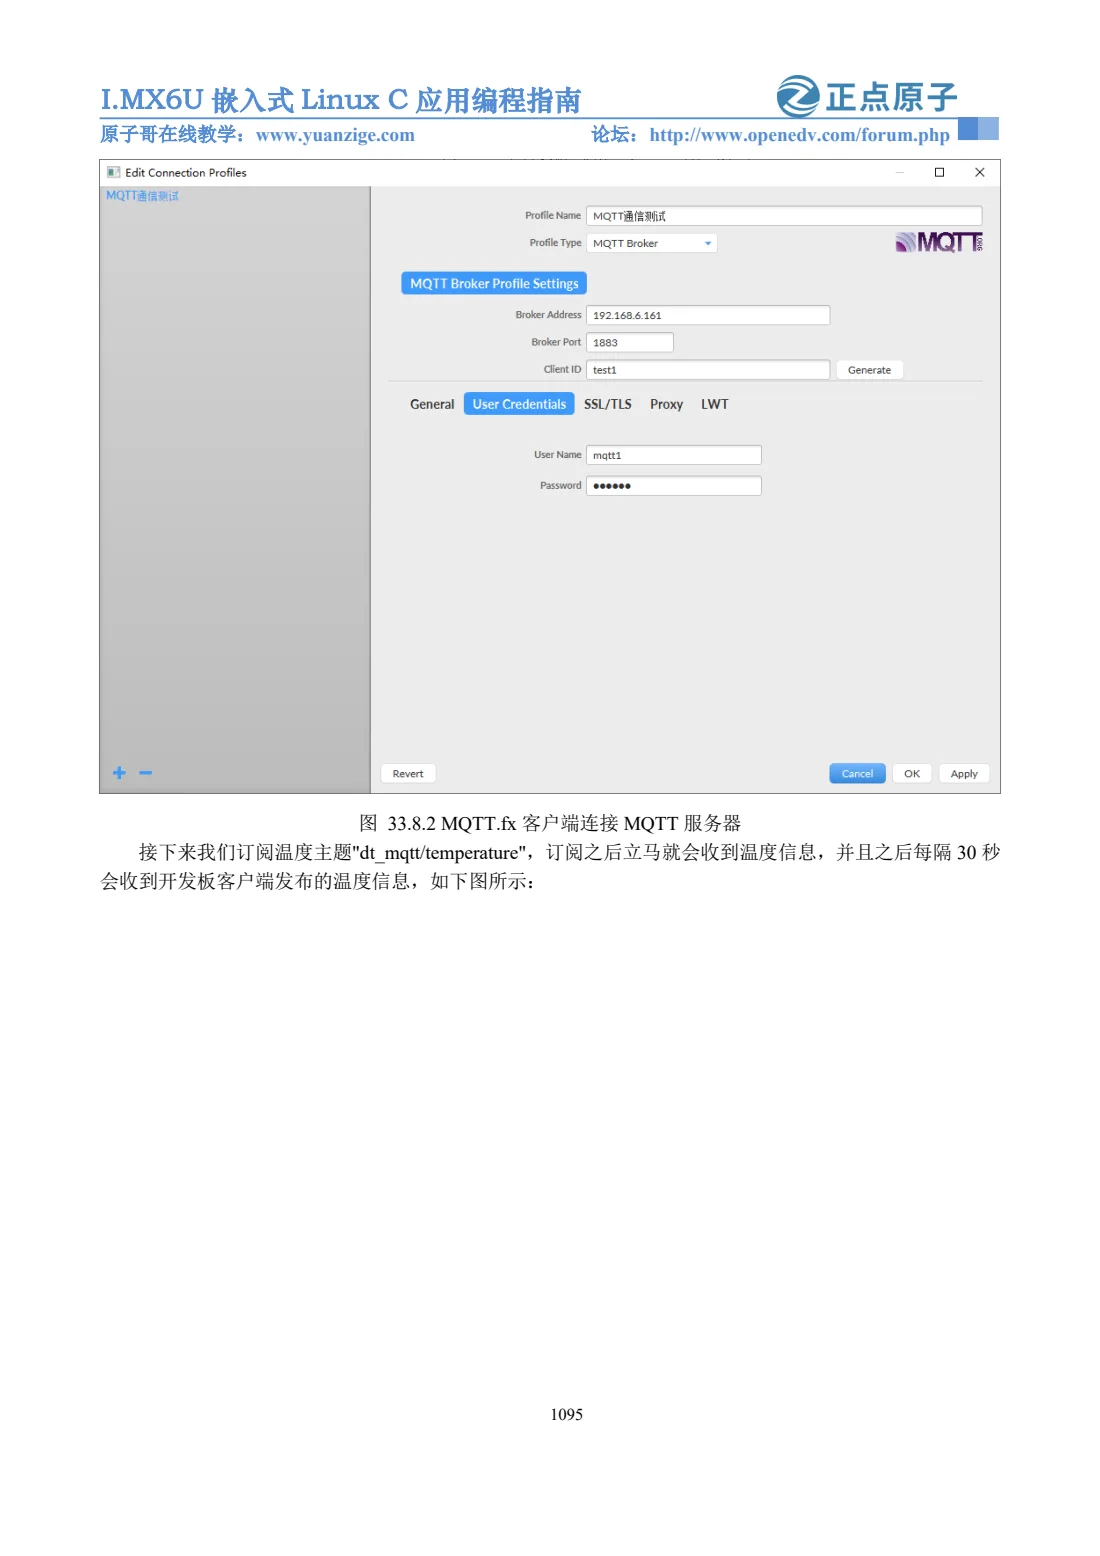 I.MX6U 嵌入式 Linux C 应用编程指南
正点原子
原子哥在线教学：www.yuanzige.com
论坛：http://www.openedv.com/forum.php
Edit Connection Profiles
MQTT通信测试
Profile Name MQTT通信测试
Profile Type MQTT Broker
MQTT.ORG
MQTT Broker Profile Settings
Broker Address 192.168.6.161
Broker Port 1883
Client ID test1 Generate
General User Credentials SSL/TLS Proxy LWT
User Name mqtt1
Password ●●●●●●
Revert Cancel OK Apply
图 33.8.2 MQTT.fx 客户端连接 MQTT 服务器
接下来我们订阅温度主题"dt_mqtt/temperature"，订阅之后立马就会收到温度信息，并且之后每隔 30 秒
会收到开发板客户端发布的温度信息，如下图所示：
1095